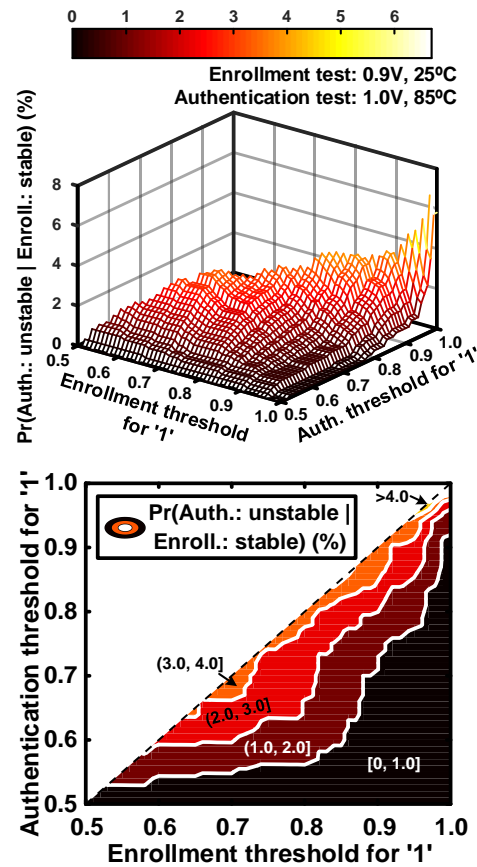 0 1 2 3 4 5 6
Enrollment test: 0.9V, 25ºC
Authentication test: 1.0V, 85ºC
Pr(Auth.: unstable | Enroll.: stable) (%)
8
6
4
2
0
0.5 0.6 0.7 0.8 0.9 1.0
Enrollment threshold
for '1'
0.5 0.6 0.7 0.8 0.9 1.0
Auth. threshold for '1'
Authentication threshold for '1'
1.0
0.9
0.8
0.7
0.6
0.5
Pr(Auth.: unstable |
Enroll.: stable) (%)
>4.0
(3.0, 4.0]
(2.0, 3.0]
(1.0, 2.0]
[0, 1.0]
0.5 0.6 0.7 0.8 0.9 1.0
Enrollment threshold for '1'